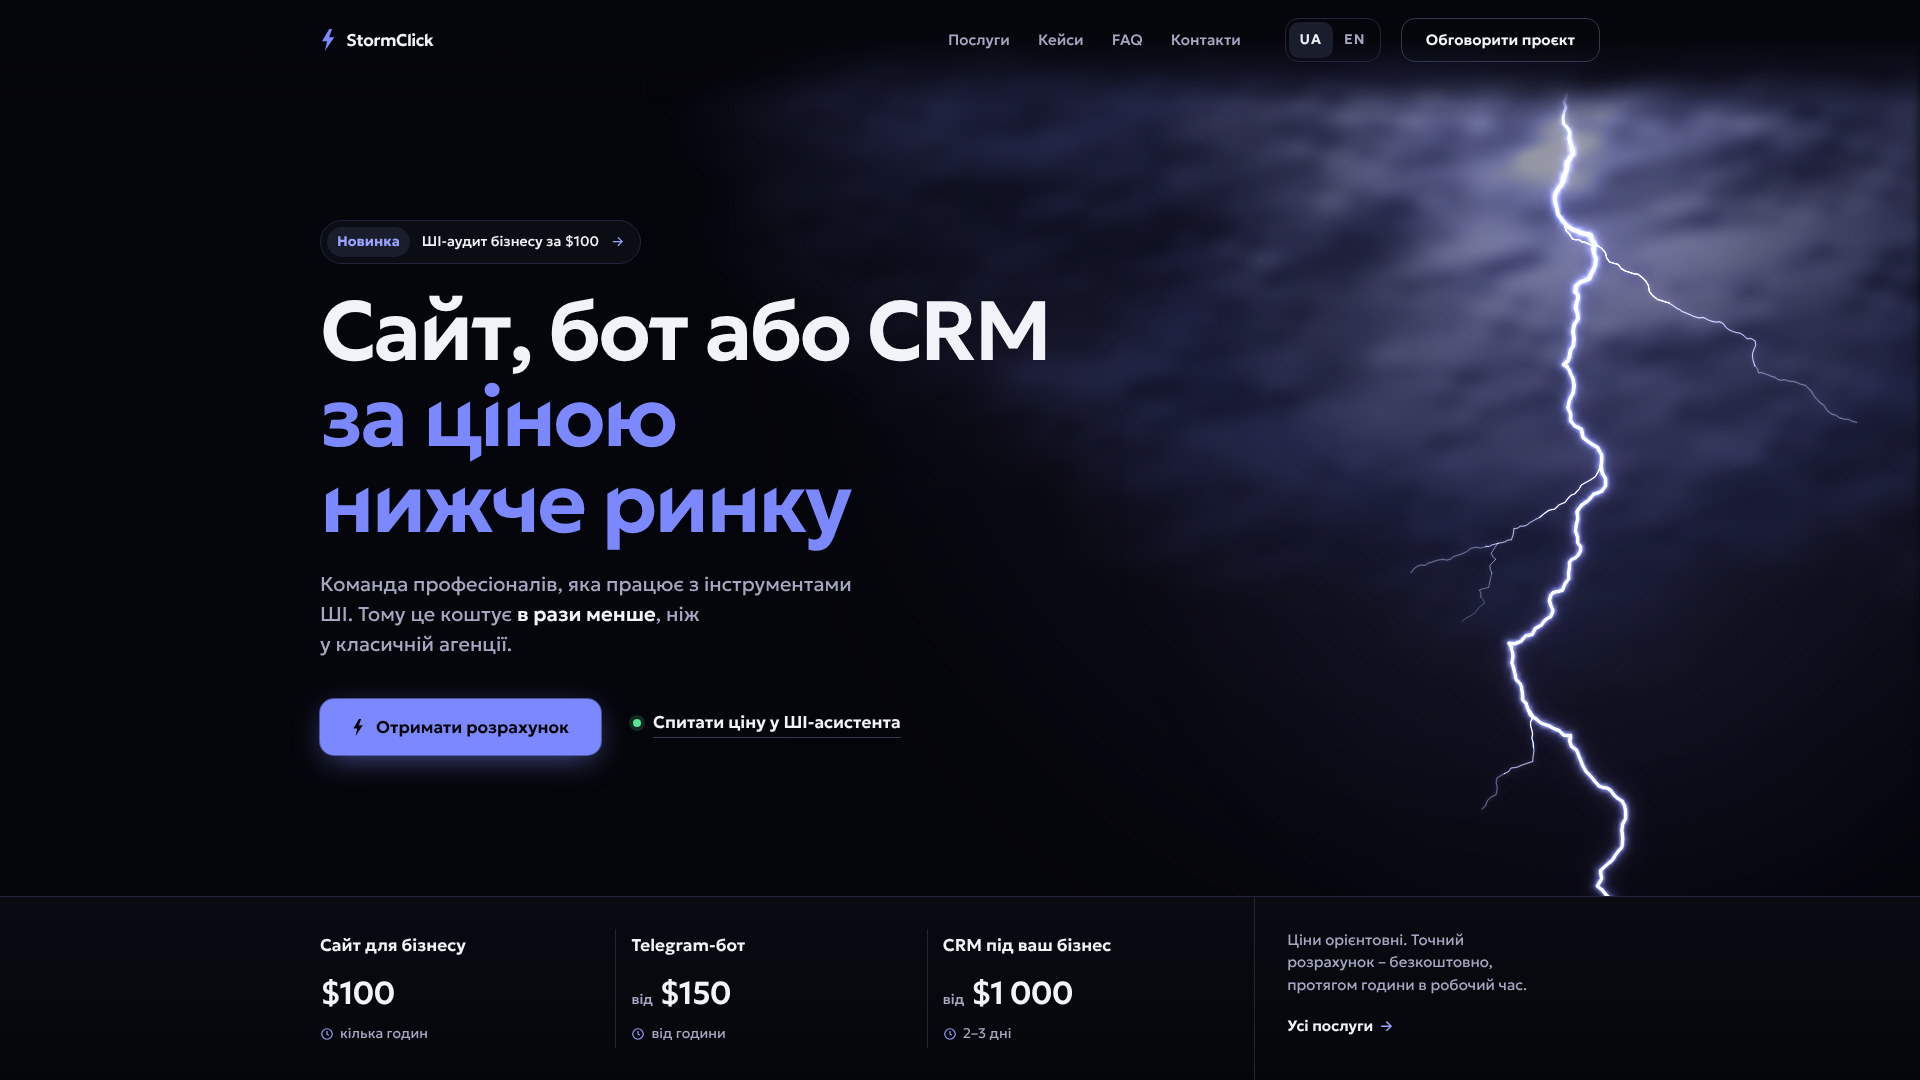 StormClick
Послуги
Кейси
FAQ
Контакти
UA
EN
Обговорити проєкт
Новинка
ШІ-аудит бізнесу за $100 →
Сайт, бот або CRM
за ціною
нижче ринку
Команда професіоналів, яка працює з інструментами
ШІ. Тому це коштує в рази менше, ніж
у класичній агенції.
Отримати розрахунок
Спитати ціну у ШІ-асистента
Сайт для бізнесу
$100
кілька годин
Telegram-бот
від $150
від години
CRM під ваш бізнес
від $1 000
2–3 дні
Ціни орієнтовні. Точний
розрахунок – безкоштовно,
протягом години в робочий час.
Усі послуги →